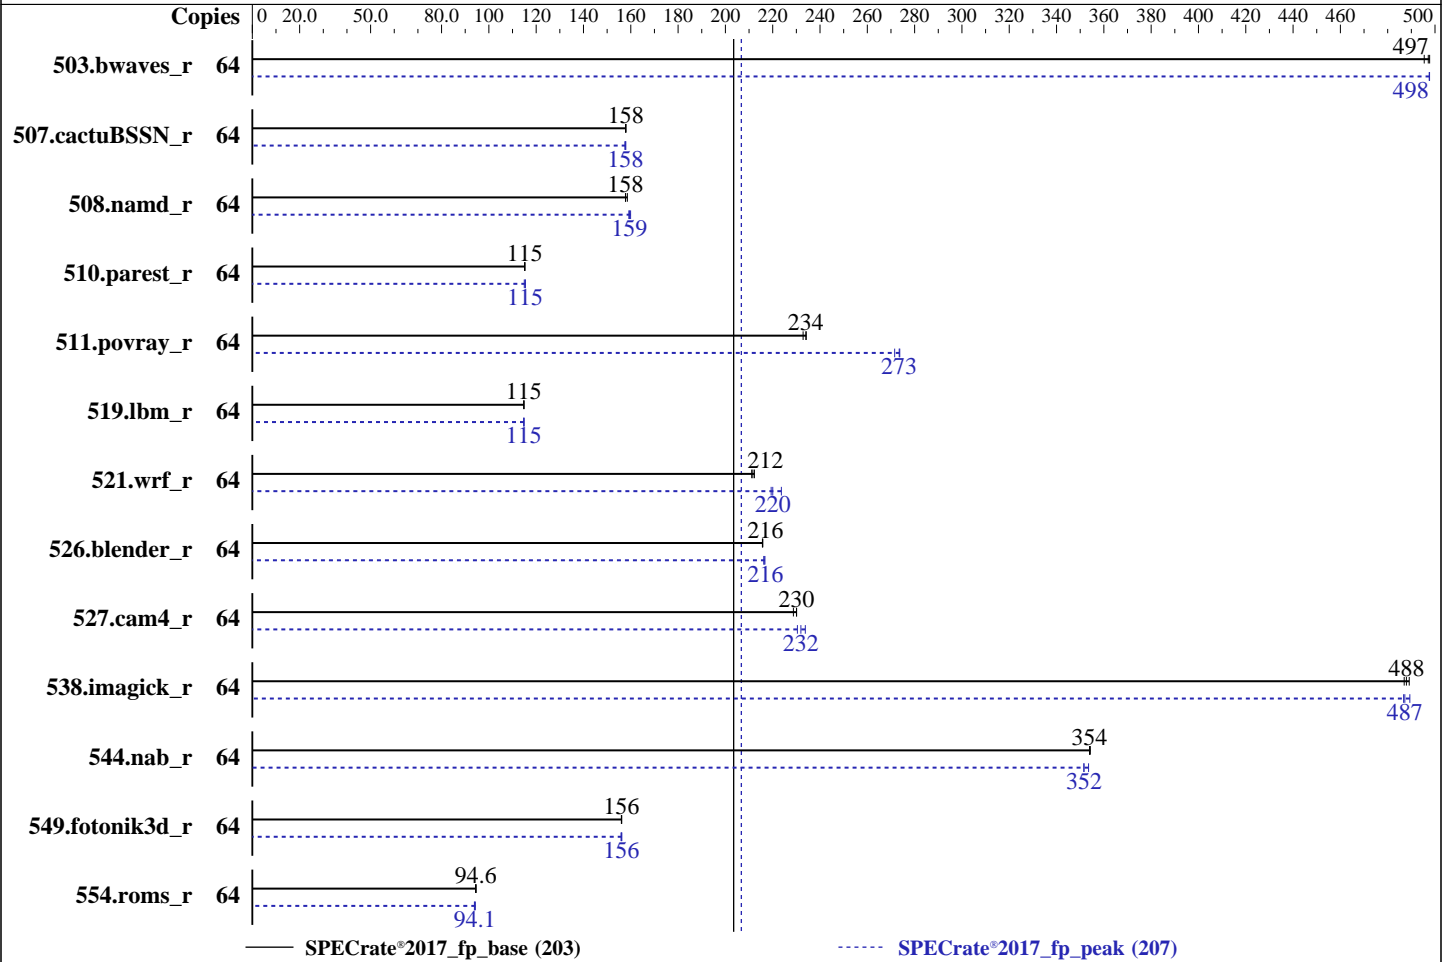 Copies 0 20.0 50.0 80.0 100 120 140 160 180 200 220 240 260 280 300 320 340 360 380 400 420 440 460 500
497
503.bwaves_r 64
498
158
507.cactuBSSN_r 64
158
158
508.namd_r 64
159
115
510.parest_r 64
115
234
511.povray_r 64
273
115
519.lbm_r 64
115
212
521.wrf_r 64
220
216
526.blender_r 64
216
230
527.cam4_r 64
232
488
538.imagick_r 64
487
354
544.nab_r 64
352
156
549.fotonik3d_r 64
156
94.6
554.roms_r 64
94.1
SPECrate®2017_fp_base (203) SPECrate®2017_fp_peak (207)